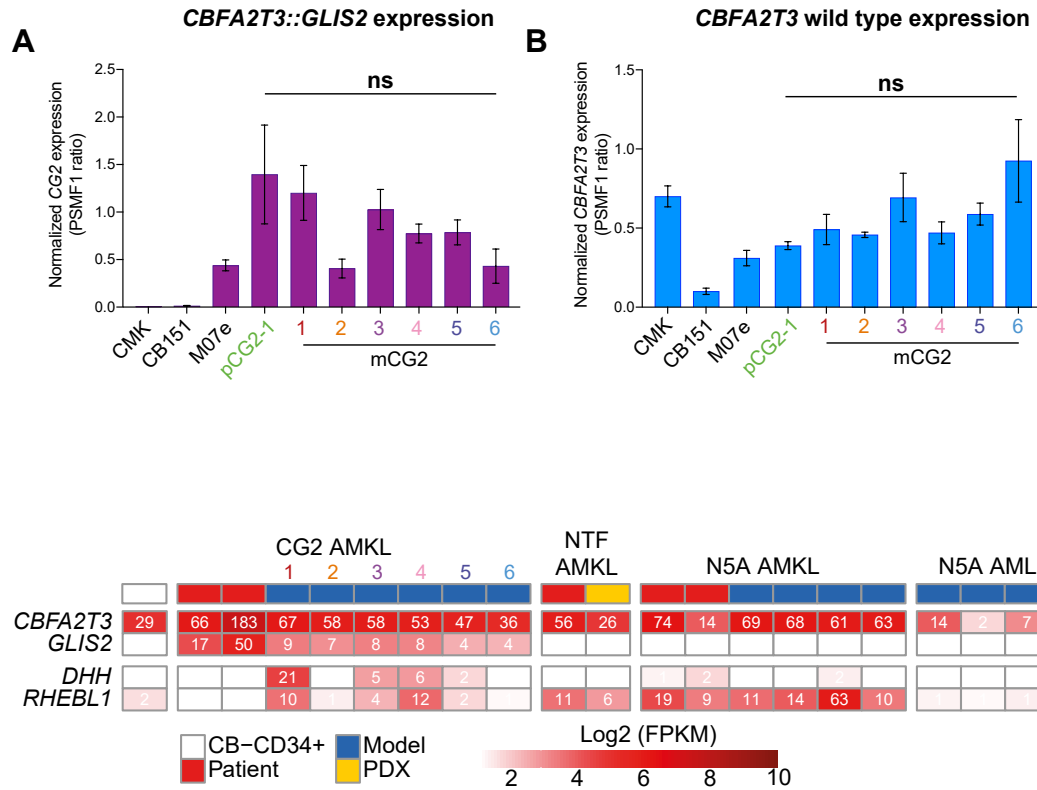 CBFA2T3::GLIS2 expression
CBFA2T3 wild type expression
A
B
Normalized CG2 expression
(PSMF1 ratio)
2.5
2.0
1.5
1.0
0.5
0.0
ns
CMK
CB151
M07e
pCG2-1
1 2 3 4 5 6
mCG2
Normalized CBFA2T3 expression
(PSMF1 ratio)
1.5
1.0
0.5
0.0
ns
CMK
CB151
M07e
pCG2-1
1 2 3 4 5 6
mCG2
CG2 AMKL
1 2 3 4 5 6
NTF
AMKL
N5A AMKL
N5A AML
CBFA2T3 29 66 183 67 58 58 53 47 36 56 26 74 14 69 68 61 63 14 2 7
GLIS2 17 50 9 7 8 8 4 4
DHH 21 5 6 2 1 2 2
RHEBL1 2 10 1 4 12 2 11 6 19 9 11 14 63 10 1 1
CB−CD34+
Patient
Model
PDX
Log2 (FPKM)
2 4 6 8 10